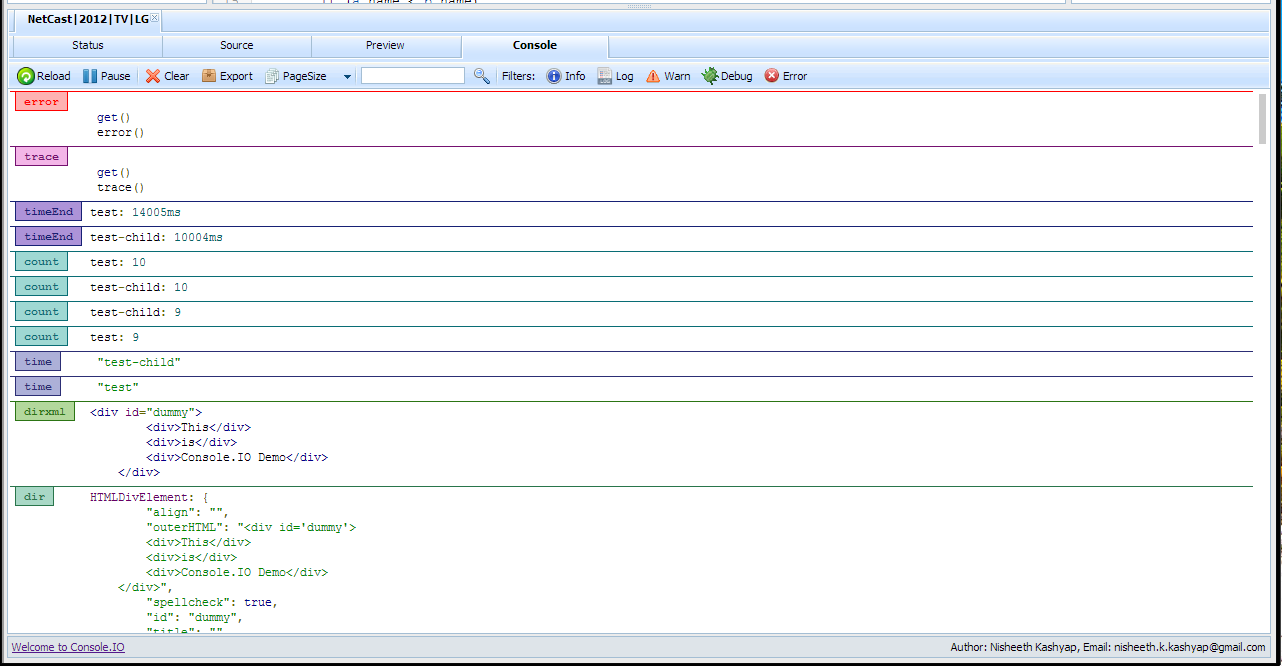 NetCast|2012|TV|LG
Status Source Preview Console
Reload Pause Clear Export PageSize Filters: Info Log Warn Debug Error
error
get()
error()
trace
get()
trace()
timeEnd test: 14005ms
timeEnd test-child: 10004ms
count test: 10
count test-child: 10
count test-child: 9
count test: 9
time "test-child"
time "test"
dirxml <div id="dummy">
<div>This</div>
<div>is</div>
<div>Console.IO Demo</div>
</div>
dir HTMLDivElement: {
"align": "",
"outerHTML": "<div id='dummy'>
<div>This</div>
<div>is</div>
<div>Console.IO Demo</div>
</div>",
"spellcheck": true,
"id": "dummy",
"title": ""
Welcome to Console.IO Author: Nisheeth Kashyap, Email: nisheeth.k.kashyap@gmail.com